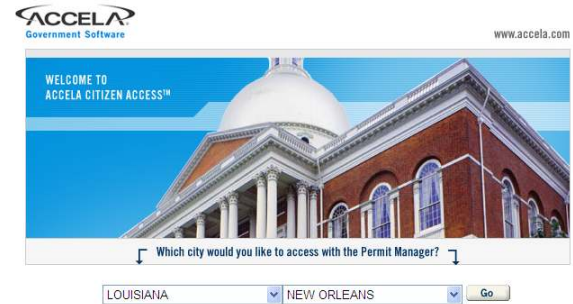 ACCELA
Government Software
www.accela.com
WELCOME TO
ACCELA CITIZEN ACCESS™
Which city would you like to access with the Permit Manager?
LOUISIANA NEW ORLEANS Go